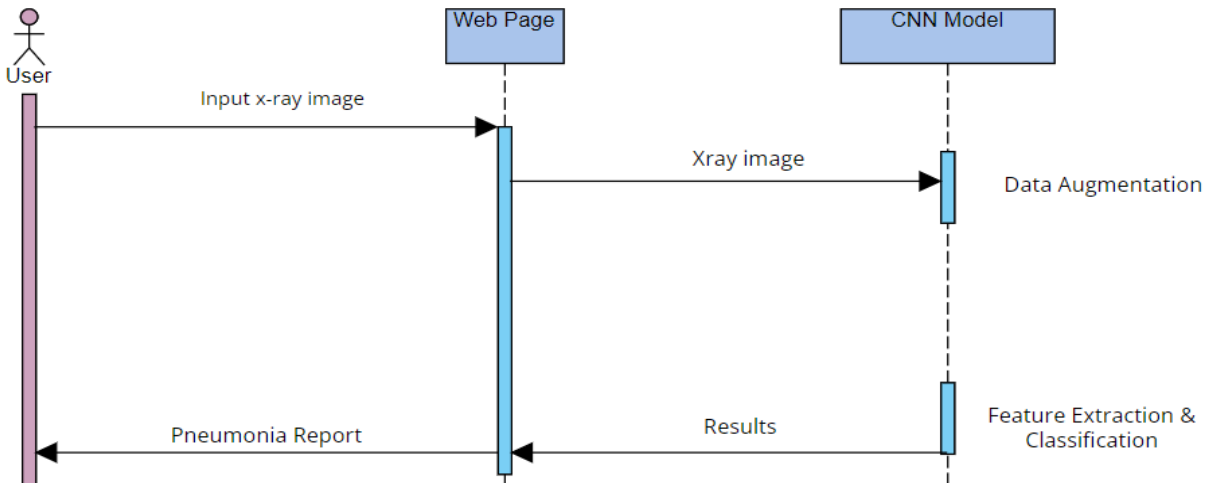 User
Web Page
CNN Model
Input x-ray image
Xray image
Data Augmentation
Feature Extraction &
Classification
Results
Pneumonia Report